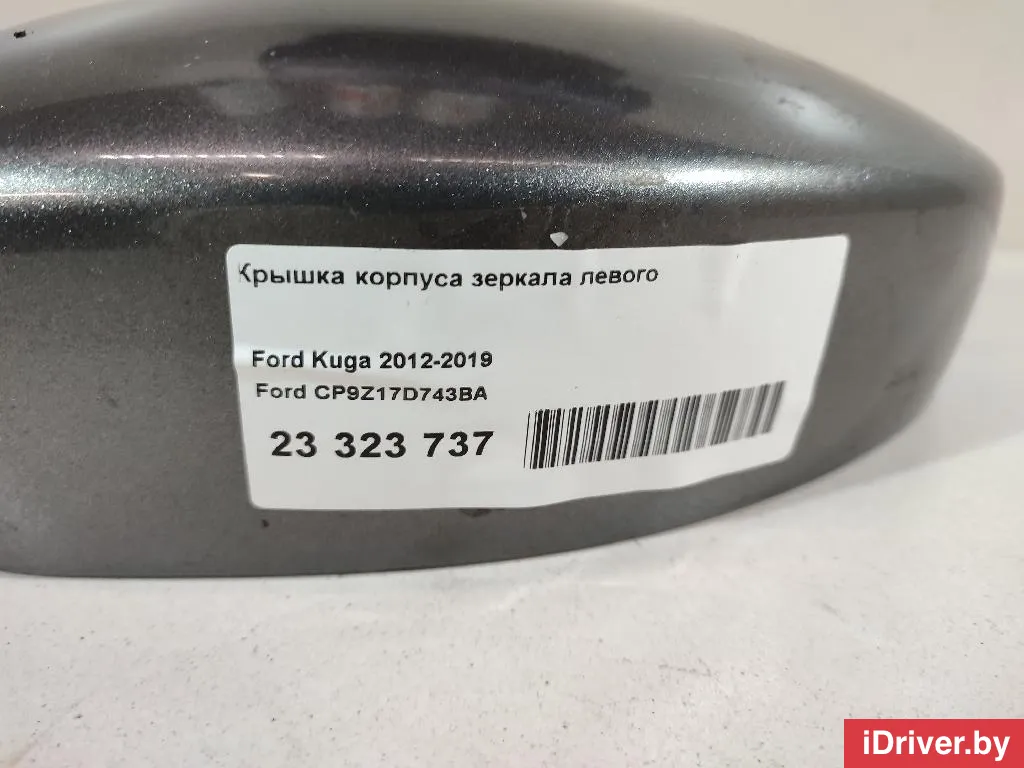 Крышка корпуса зеркала левого
Ford Kuga 2012-2019
Ford CP9Z17D743BA
23 323 737
iDriver.by